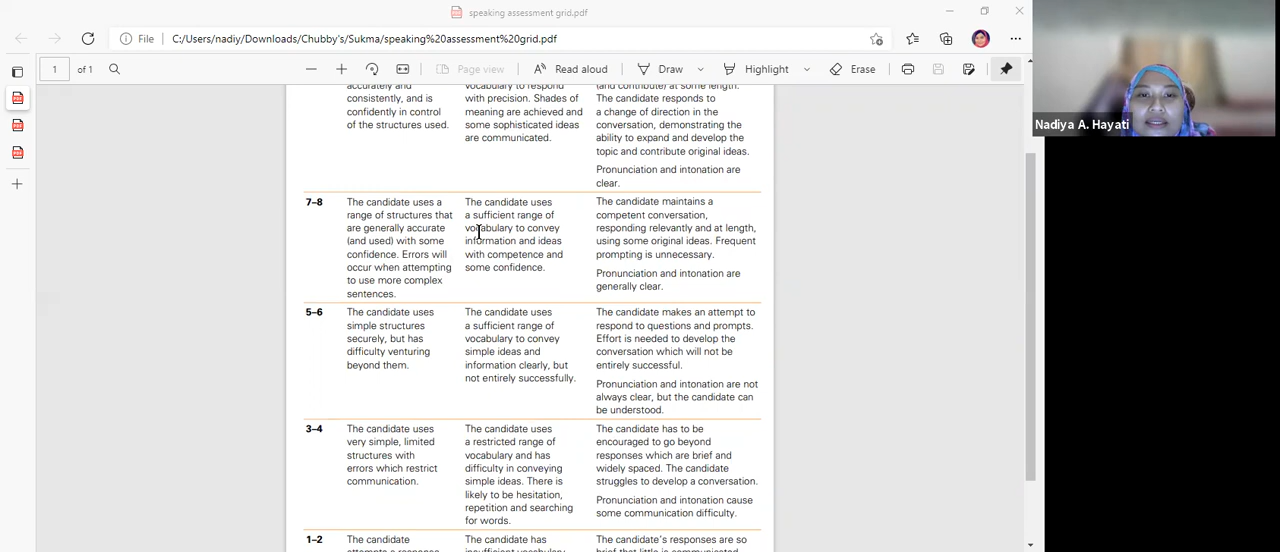 speaking assessment grid.pdf
File
C:/Users/nadiy/Downloads/Chubby's/Sukma/speaking%20assessment%20grid.pdf
1
of 1
Page view
Read aloud
Draw
Highlight
Erase
Nadiya A. Hayati
accurately and
consistently, and is
confidently in control
of the structures used.
vocabulary to respond
with precision. Shades of
meaning are achieved and
some sophisticated ideas
are communicated.
(and contribute) at some length.
The candidate responds to
a change of direction in the
conversation, demonstrating the
ability to expand and develop the
topic and contribute original ideas.
Pronunciation and intonation are
clear.
7–8
The candidate uses a
range of structures that
are generally accurate
(and used) with some
confidence. Errors will
occur when attempting
to use more complex
sentences.
The candidate uses
a sufficient range of
vocabulary to convey
information and ideas
with competence and
some confidence.
The candidate maintains a
competent conversation,
responding relevantly and at length,
using some original ideas. Frequent
prompting is unnecessary.
Pronunciation and intonation are
generally clear.
5–6
The candidate uses
simple structures
securely, but has
difficulty venturing
beyond them.
The candidate uses
a sufficient range of
vocabulary to convey
simple ideas and
information clearly, but
not entirely successfully.
The candidate makes an attempt to
respond to questions and prompts.
Effort is needed to develop the
conversation which will not be
entirely successful.
Pronunciation and intonation are not
always clear, but the candidate can
be understood.
3–4
The candidate uses
very simple, limited
structures with
errors which restrict
communication.
The candidate uses
a restricted range of
vocabulary and has
difficulty in conveying
simple ideas. There is
likely to be hesitation,
repetition and searching
for words.
The candidate has to be
encouraged to go beyond
responses which are brief and
widely spaced. The candidate
struggles to develop a conversation.
Pronunciation and intonation cause
some communication difficulty.
1–2
The candidate
attempts a response
The candidate has
insufficient vocabulary
The candidate's responses are so
brief that little is communicated.